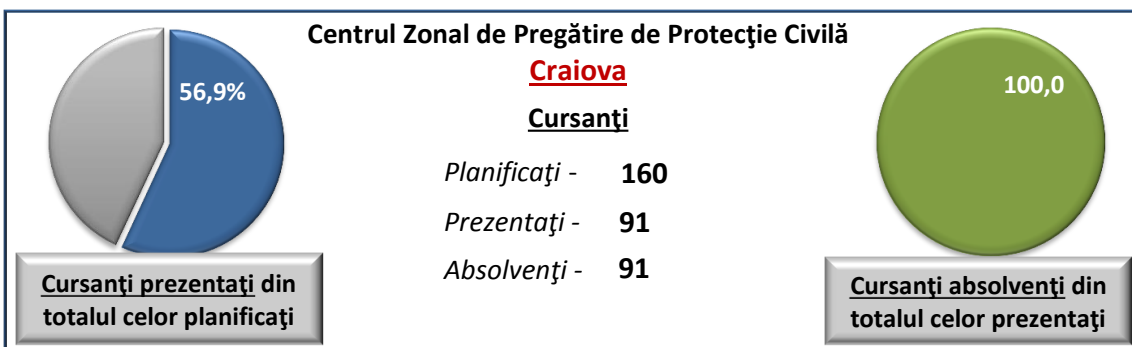 Centrul Zonal de Pregătire de Protecţie Civilă
Craiova
Cursanţi
Planificaţi - 160
Prezentaţi - 91
Absolvenţi - 91
56,9%
Cursanţi prezentaţi din
totalul celor planificaţi
100,0
Cursanţi absolvenţi din
totalul celor prezentaţi